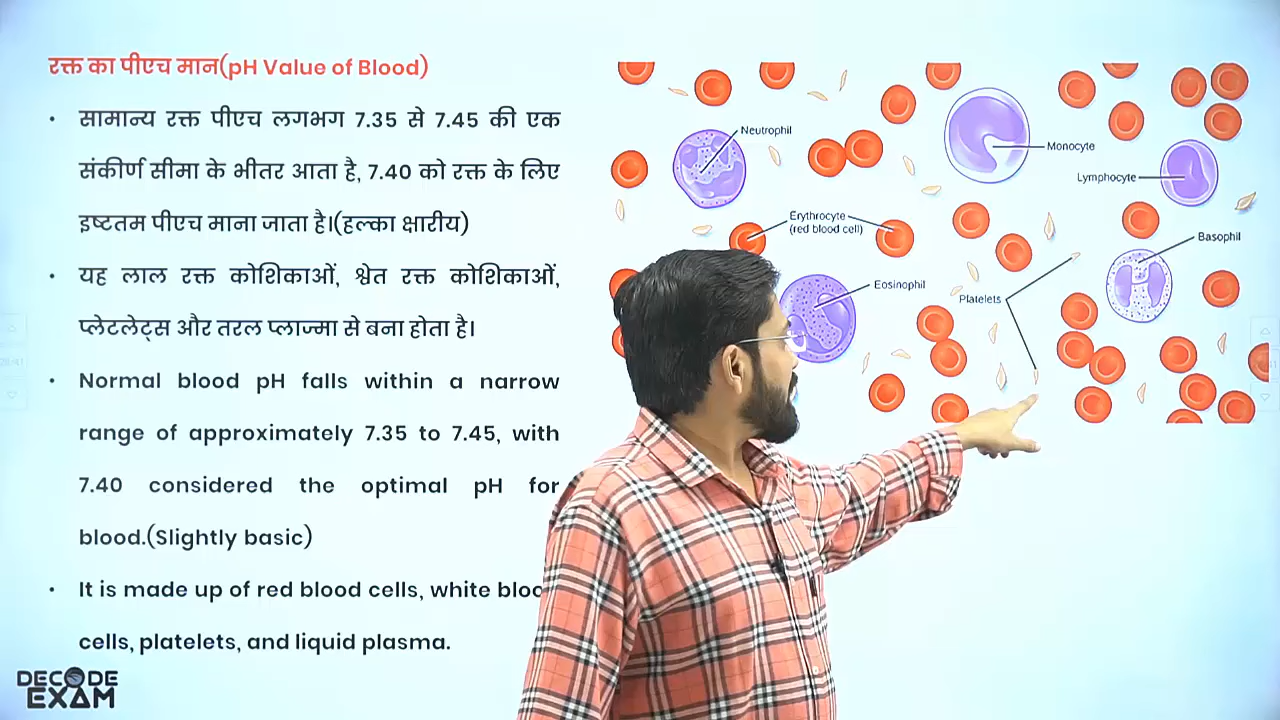 रक्त का पीएच मान(pH Value of Blood)
• सामान्य रक्त पीएच लगभग 7.35 से 7.45 की एक
संकीर्ण सीमा के भीतर आता है, 7.40 को रक्त के लिए
इष्टतम पीएच माना जाता है।(हल्का क्षारीय)
• यह लाल रक्त कोशिकाओं, श्वेत रक्त कोशिकाओं,
प्लेटलेट्स और तरल प्लाज्मा से बना होता है।
• Normal blood pH falls within a narrow
range of approximately 7.35 to 7.45, with
7.40 considered the optimal pH for
blood.(Slightly basic)
• It is made up of red blood cells, white bloo
cells, platelets, and liquid plasma.
Neutrophil
Monocyte
Lymphocyte
Erythrocyte
(red blood cell)
Basophil
Eosinophil
Platelets
DECODE
EXAM